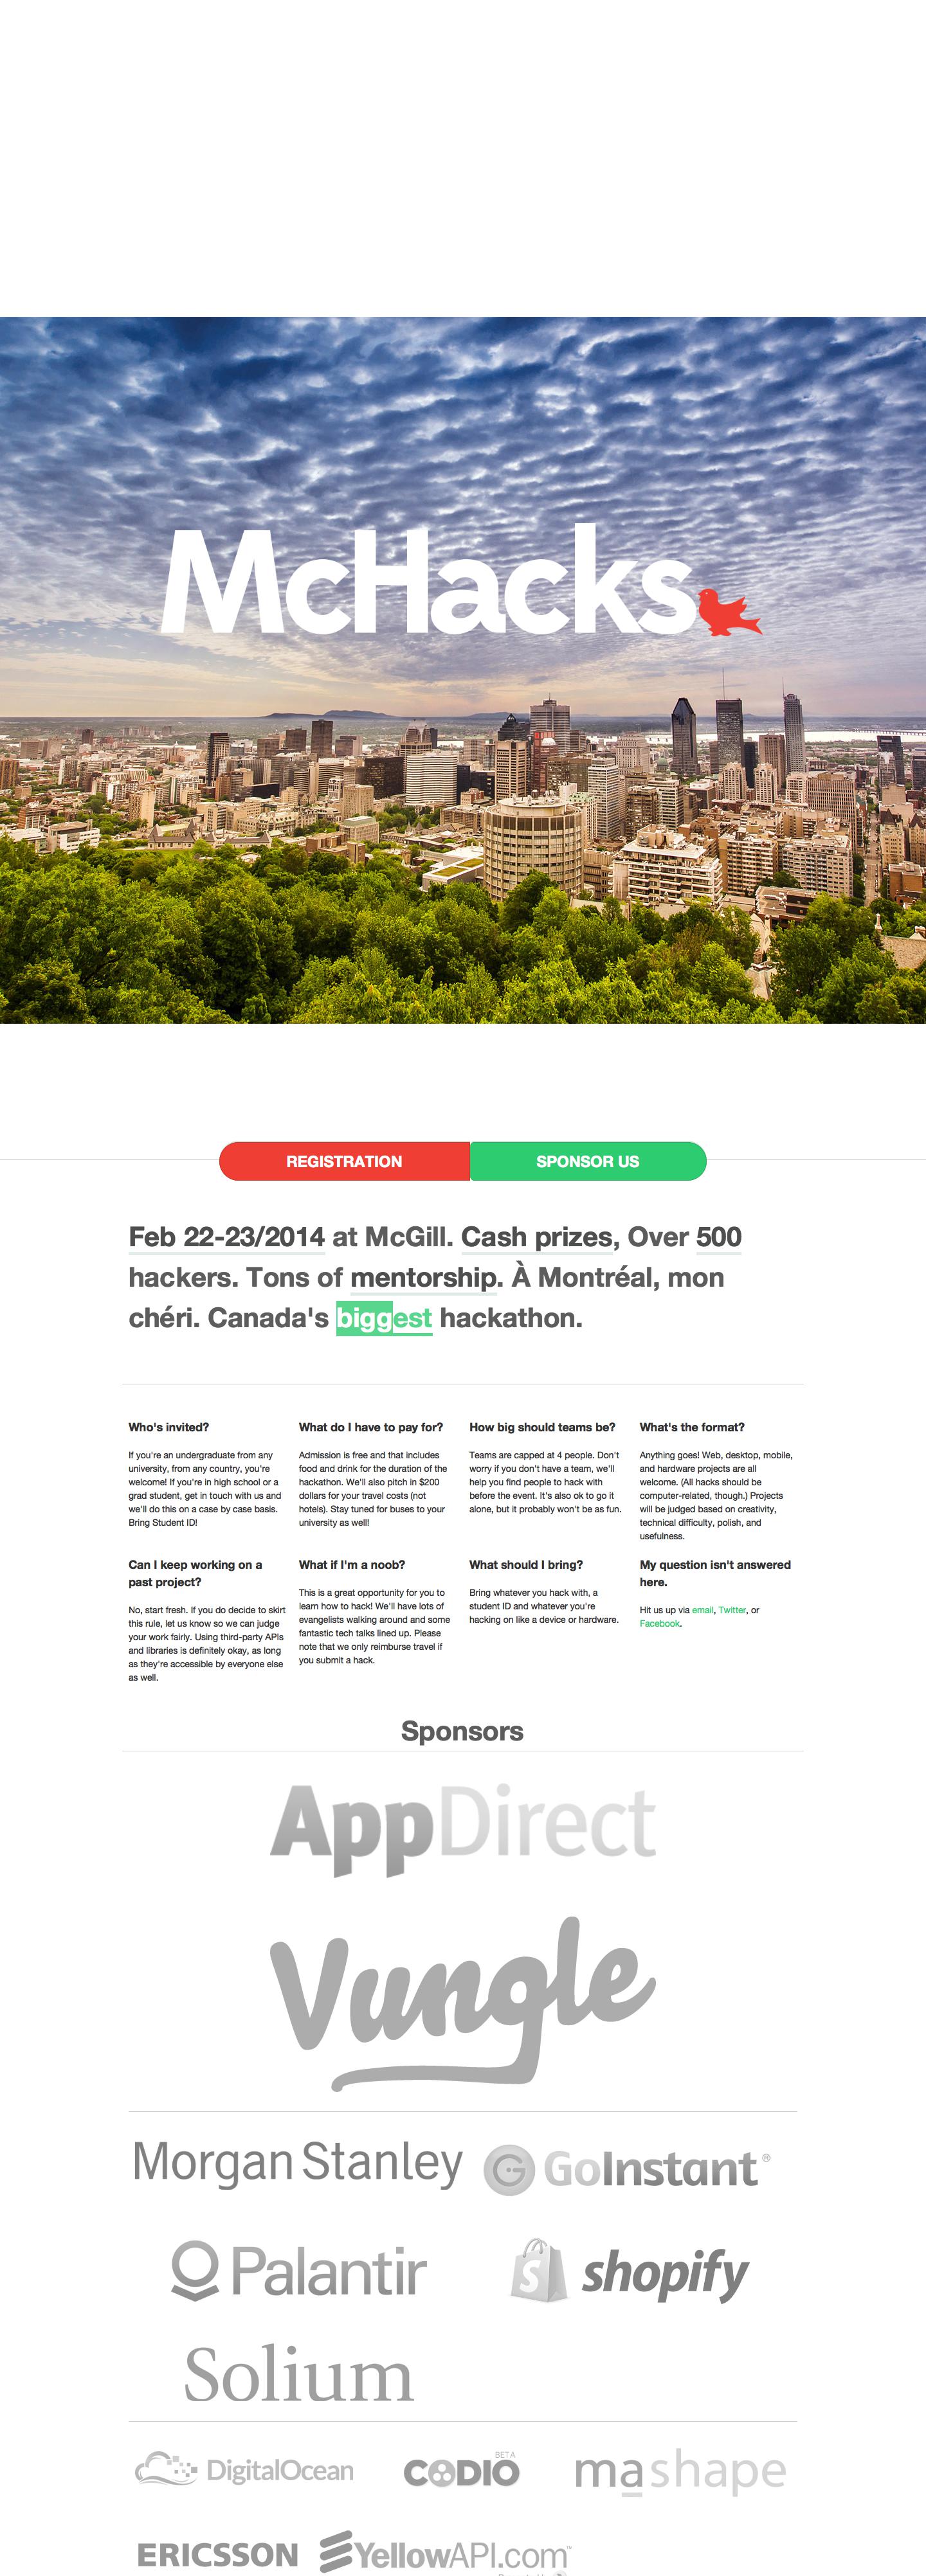 McHacks
REGISTRATION
SPONSOR US
Feb 22-23/2014 at McGill. Cash prizes, Over 500
hackers. Tons of mentorship. À Montréal, mon
chéri. Canada's biggest hackathon.
Who's invited?
If you're an undergraduate from any
university, from any country, you're
welcome! If you're in high school or a
grad student, get in touch with us and
we'll do this on a case by case basis.
Bring Student ID!
What do I have to pay for?
Admission is free and that includes
food and drink for the duration of the
hackathon. We'll also pitch in $200
dollars for your travel costs (not
hotels). Stay tuned for buses to your
university as well!
How big should teams be?
Teams are capped at 4 people. Don't
worry if you don't have a team, we'll
help you find people to hack with
before the event. It's also ok to go it
alone, but it probably won't be as fun.
What's the format?
Anything goes! Web, desktop, mobile,
and hardware projects are all
welcome. (All hacks should be
computer-related, though.) Projects
will be judged based on creativity,
technical difficulty, polish, and
usefulness.
Can I keep working on a
past project?
No, start fresh. If you do decide to skirt
this rule, let us know so we can judge
your work fairly. Using third-party APIs
and libraries is definitely okay, as long
as they're accessible by everyone else
as well.
What if I'm a noob?
This is a great opportunity for you to
learn how to hack! We'll have lots of
evangelists walking around and some
fantastic tech talks lined up. Please
note that we only reimburse travel if
you submit a hack.
What should I bring?
Bring whatever you hack with, a
student ID and whatever you're
hacking on like a device or hardware.
My question isn't answered
here.
Hit us up via email, Twitter, or
Facebook.
Sponsors
AppDirect
Vungle
Morgan Stanley
GoInstant®
Palantir
shopify
Solium
DigitalOcean
CODIO BETA
mashape
ERICSSON
YellowAPI.com™